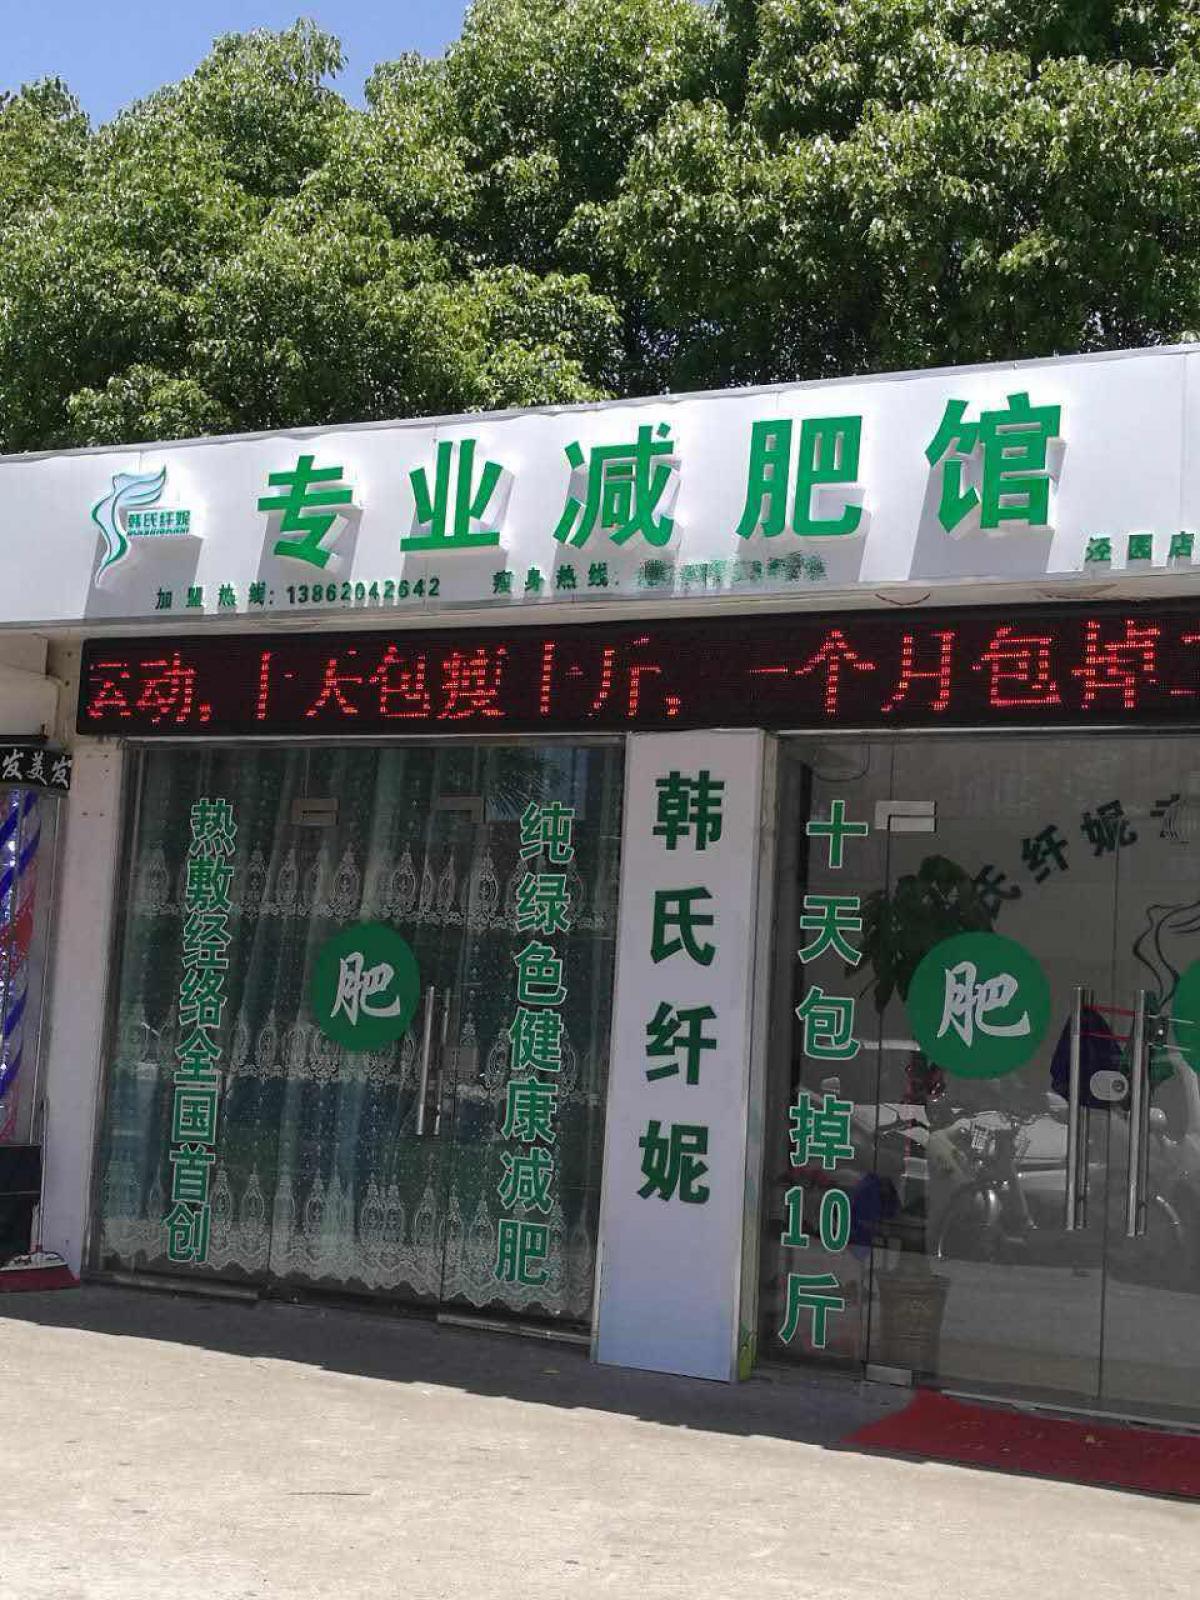 专业减肥馆
韩氏纤妮
加盟热线：13862042642
瘦身热线：
泾园店
运动，十天包瘦十斤，一个月包掉
发美发
热敷经络全国首创
肥
纯绿色健康减肥
韩氏纤妮
十天包掉10斤
肥
氏纤妮